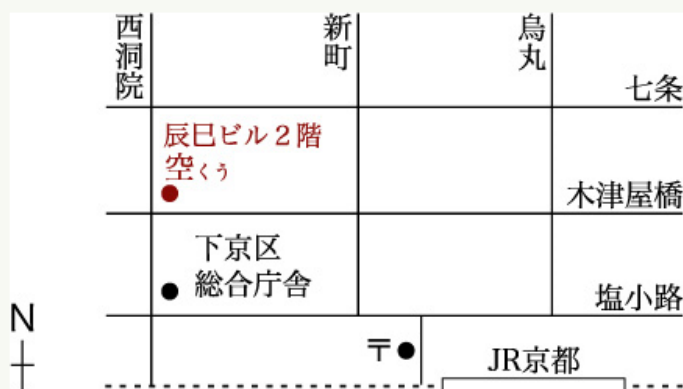 西洞院
新町
烏丸
七条
辰巳ビル２階
空くう
木津屋橋
下京区
総合庁舎
塩小路
N
〒
JR京都